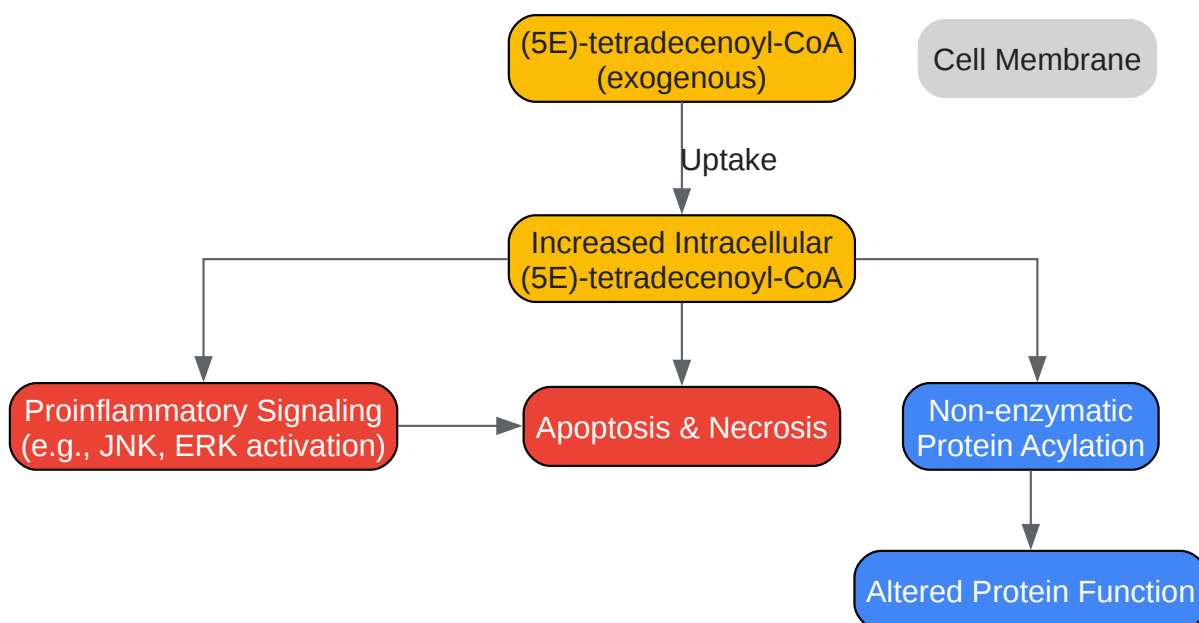 (5E)-tetradecenoyl-CoA
(exogenous)
Cell Membrane
Uptake
Increased Intracellular
(5E)-tetradecenoyl-CoA
Proinflammatory Signaling
(e.g., JNK, ERK activation)
Apoptosis & Necrosis
Non-enzymatic
Protein Acylation
Altered Protein Function